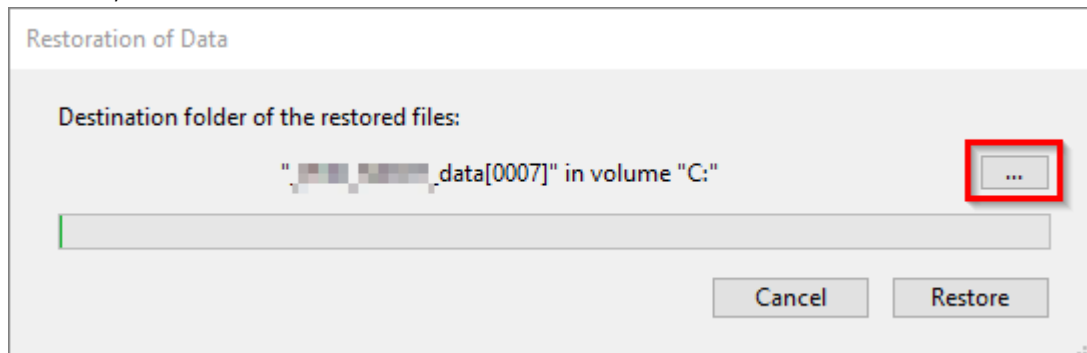 Restoration of Data
Destination folder of the restored files:
"._data[0007]" in volume "C:"
...
Cancel
Restore